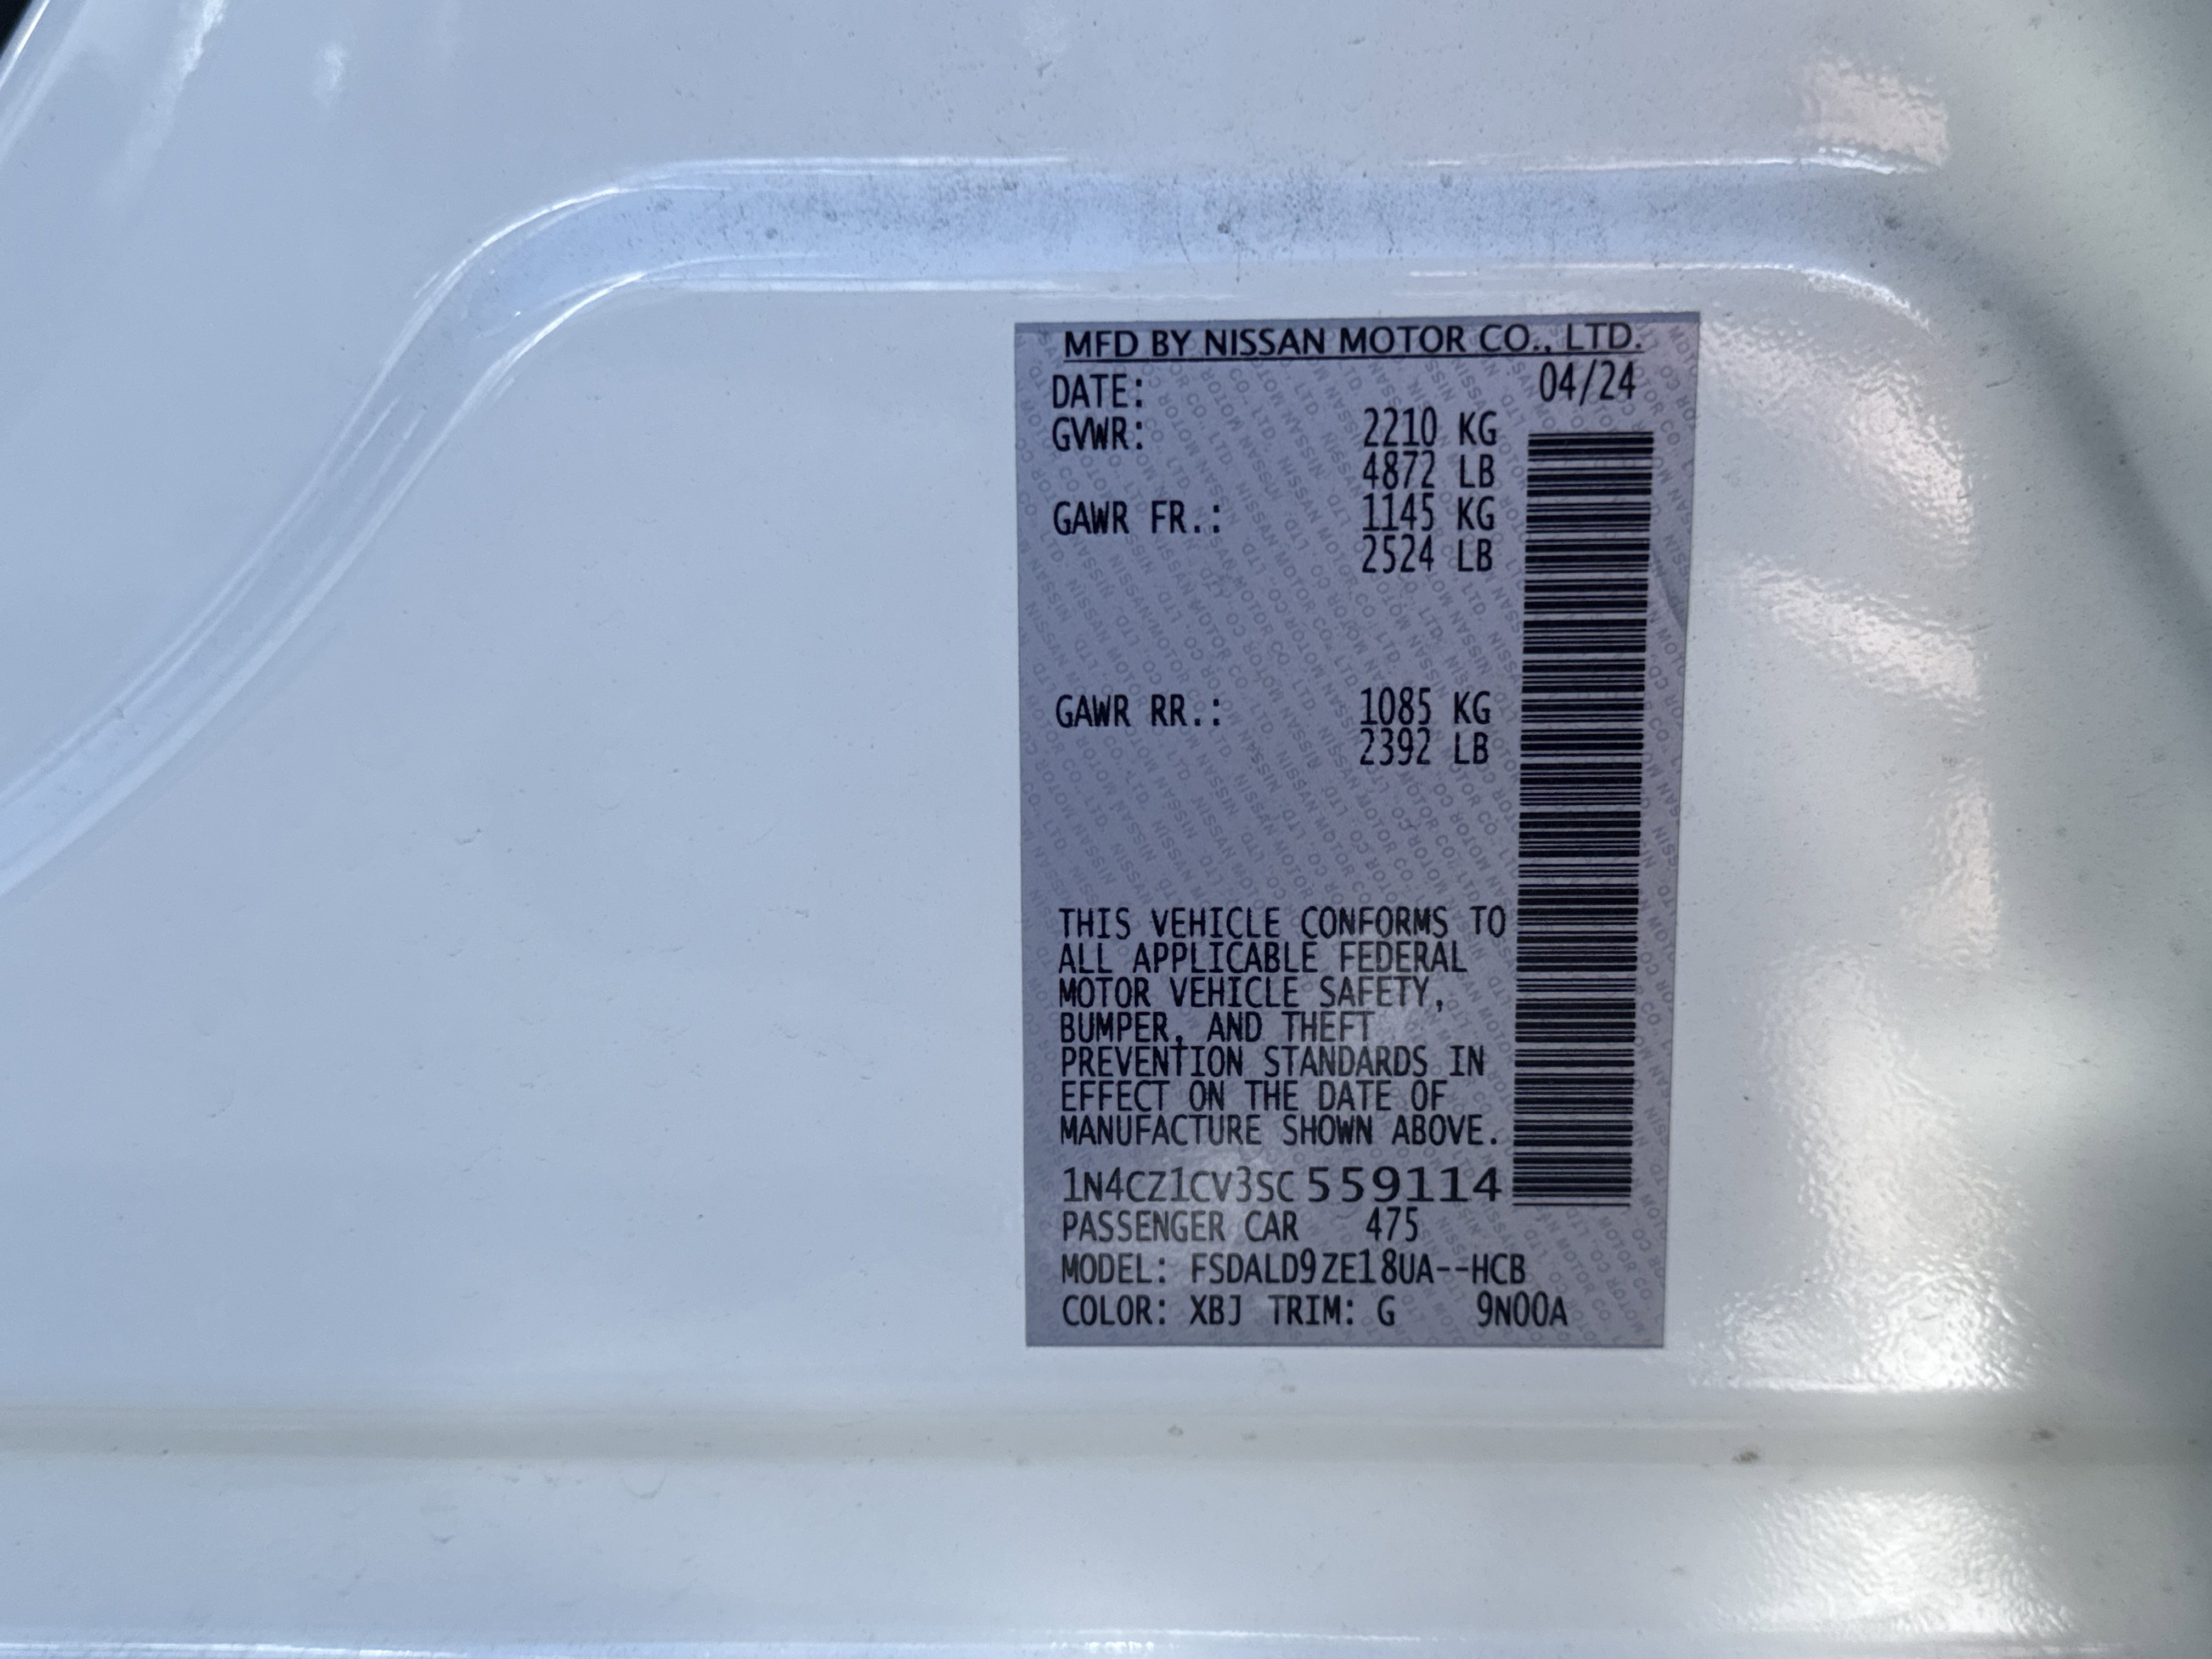 MFD BY NISSAN MOTOR CO., LTD.
DATE: 04/24
GVWR: 2210 KG
4872 LB
GAWR FR.: 1145 KG
2524 LB
GAWR RR.: 1085 KG
2392 LB
THIS VEHICLE CONFORMS TO
ALL APPLICABLE FEDERAL
MOTOR VEHICLE SAFETY,
BUMPER, AND THEFT
PREVENTION STANDARDS IN
EFFECT ON THE DATE OF
MANUFACTURE SHOWN ABOVE.
1N4CZ1CV3SC559114
PASSENGER CAR 475
MODEL: FSDALD9ZE18UA--HCB
COLOR: XBJ TRIM: G 9N00A